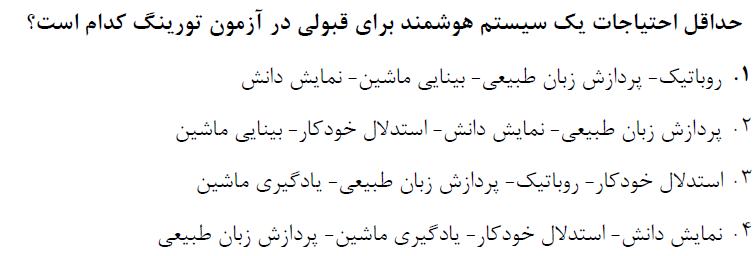 حداقل احتیاجات یک سیستم هوشمند برای قبولی در آزمون تورینگ کدام است؟
۱. روباتیک- پردازش زبان طبیعی- بینایی ماشین- نمایش دانش
۲. پردازش زبان طبیعی- نمایش دانش- استدلال خودکار- بینایی ماشین
۳. استدلال خودکار- روباتیک- پردازش زبان طبیعی- یادگیری ماشین
۴. نمایش دانش- استدلال خودکار- یادگیری ماشین- پردازش زبان طبیعی